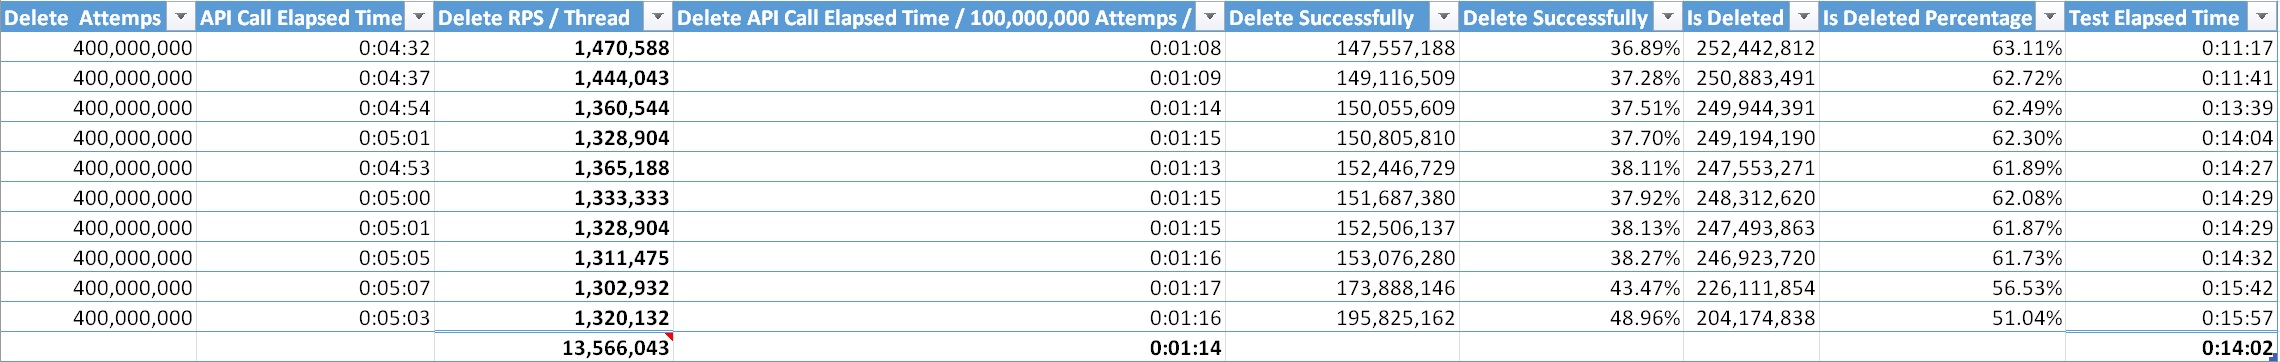 Delete  Attemps API Call Elapsed Time Delete RPS / Thread Delete API Call Elapsed Time / 100,000,000 Attemps / Delete Successfully Delete Successfully Is Deleted Is Deleted Percentage Test Elapsed Time
400,000,000 0:04:32 1,470,588 0:01:08 147,557,188 36.89% 252,442,812 63.11% 0:11:17
400,000,000 0:04:37 1,444,043 0:01:09 149,116,509 37.28% 250,883,491 62.72% 0:11:41
400,000,000 0:04:54 1,360,544 0:01:14 150,055,609 37.51% 249,944,391 62.49% 0:13:39
400,000,000 0:05:01 1,328,904 0:01:15 150,805,810 37.70% 249,194,190 62.30% 0:14:04
400,000,000 0:04:53 1,365,188 0:01:13 152,446,729 38.11% 247,553,271 61.89% 0:14:27
400,000,000 0:05:00 1,333,333 0:01:15 151,687,380 37.92% 248,312,620 62.08% 0:14:29
400,000,000 0:05:01 1,328,904 0:01:15 152,506,137 38.13% 247,493,863 61.87% 0:14:29
400,000,000 0:05:05 1,311,475 0:01:16 153,076,280 38.27% 246,923,720 61.73% 0:14:32
400,000,000 0:05:07 1,302,932 0:01:17 173,888,146 43.47% 226,111,854 56.53% 0:15:42
400,000,000 0:05:03 1,320,132 0:01:16 195,825,162 48.96% 204,174,838 51.04% 0:15:57
13,566,043 0:01:14 0:14:02